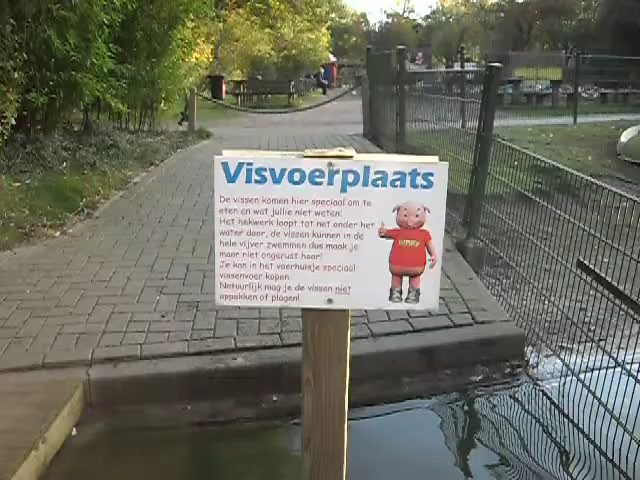 Visvoerplaats
De vissen komen hier speciaal om te
eten en wat jullie niet weten:
Het hekwerk loopt tot net onder het
water door, de vissen kunnen in de
hele vijver zwemmen dus maak je
maar niet ongerust hoor!
Je kan in het voerhuisje speciaal
vissenvoer kopen.
Natuurlijk mag je de vissen niet
oppakken of plagen!